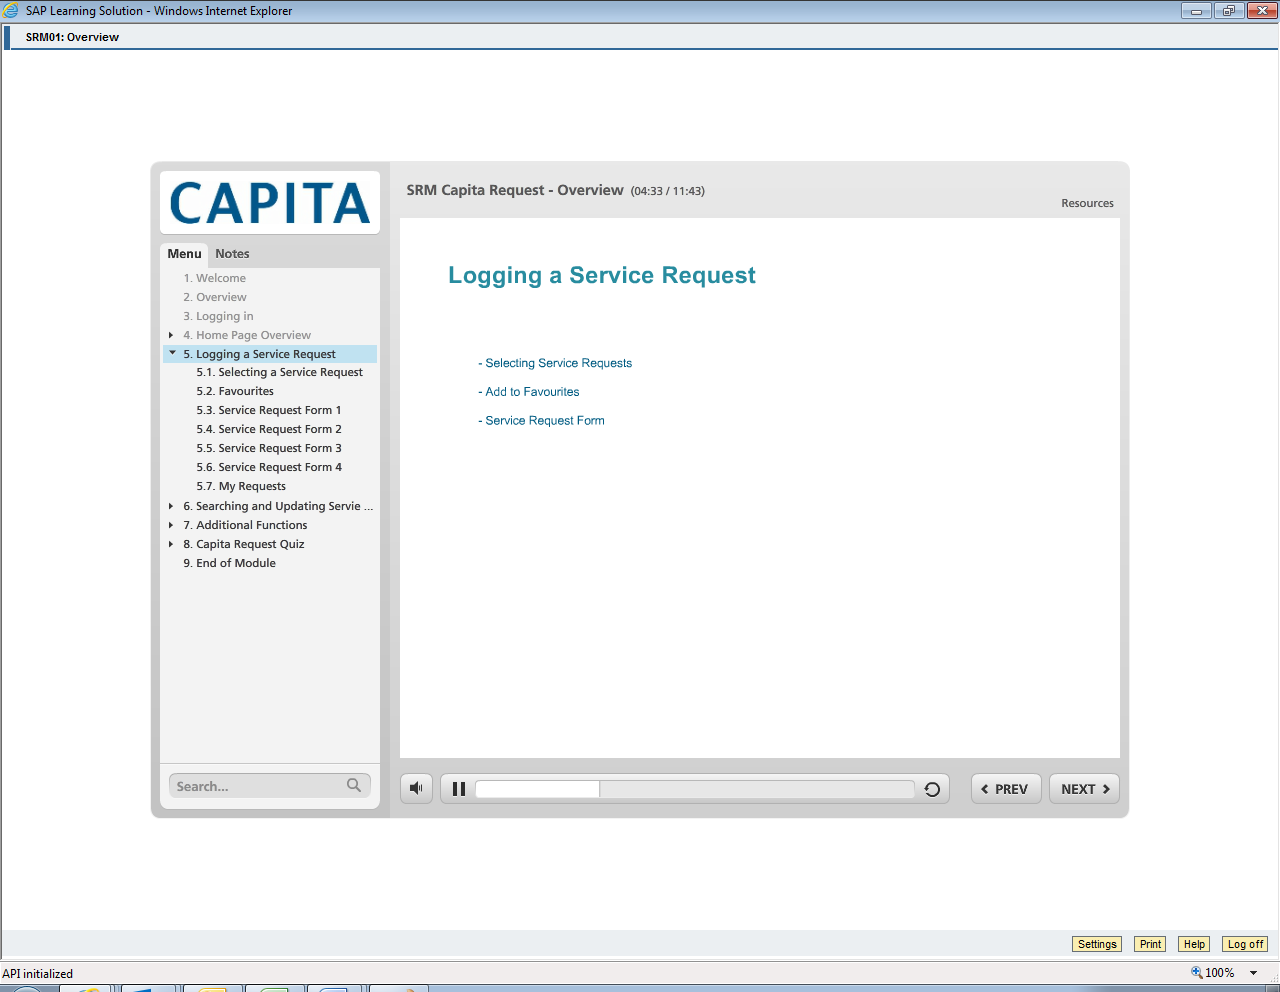 SAP Learning Solution - Windows Internet Explorer
SRM01: Overview
CAPITA
SRM Capita Request - Overview (04:33 / 11:43)
Resources
Menu Notes
1. Welcome
2. Overview
3. Logging in
4. Home Page Overview
5. Logging a Service Request
5.1. Selecting a Service Request
5.2. Favourites
5.3. Service Request Form 1
5.4. Service Request Form 2
5.5. Service Request Form 3
5.6. Service Request Form 4
5.7. My Requests
6. Searching and Updating Servie ...
7. Additional Functions
8. Capita Request Quiz
9. End of Module
Search...
Logging a Service Request
- Selecting Service Requests
- Add to Favourites
- Service Request Form
PREV NEXT
Settings Print Help Log off
API initialized 100%